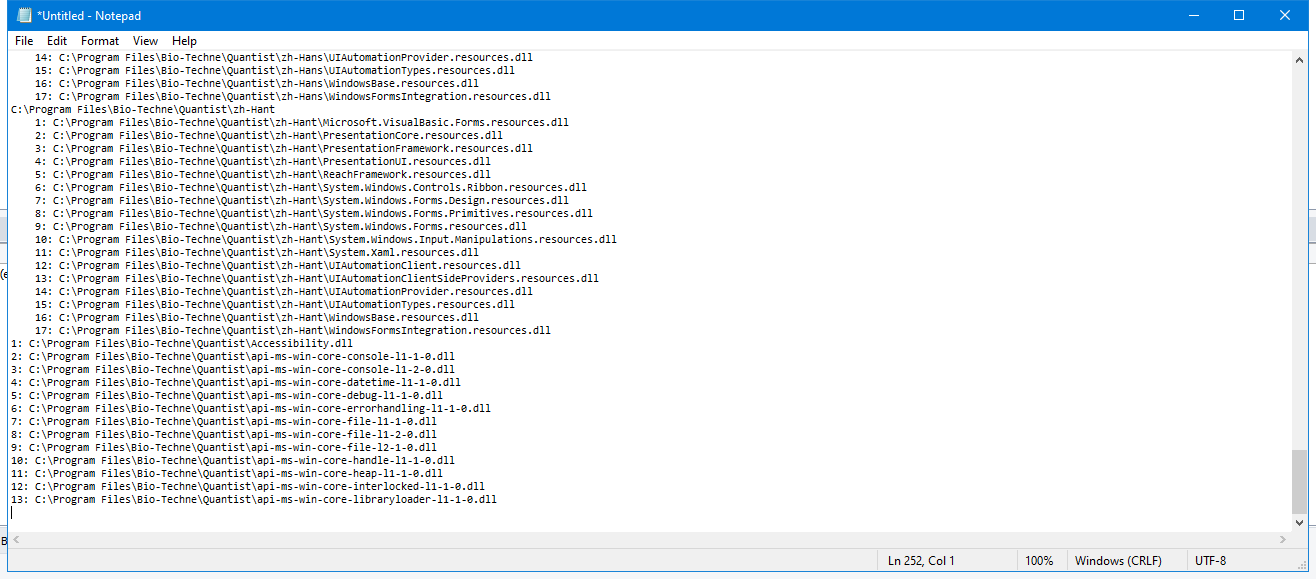 *Untitled - Notepad
File Edit Format View Help
14: C:\Program Files\Bio-Techne\Quantist\zh-Hans\UIAutomationProvider.resources.dll
15: C:\Program Files\Bio-Techne\Quantist\zh-Hans\UIAutomationTypes.resources.dll
16: C:\Program Files\Bio-Techne\Quantist\zh-Hans\WindowsBase.resources.dll
17: C:\Program Files\Bio-Techne\Quantist\zh-Hans\WindowsFormsIntegration.resources.dll
C:\Program Files\Bio-Techne\Quantist\zh-Hant
1: C:\Program Files\Bio-Techne\Quantist\zh-Hant\Microsoft.VisualBasic.Forms.resources.dll
2: C:\Program Files\Bio-Techne\Quantist\zh-Hant\PresentationCore.resources.dll
3: C:\Program Files\Bio-Techne\Quantist\zh-Hant\PresentationFramework.resources.dll
4: C:\Program Files\Bio-Techne\Quantist\zh-Hant\PresentationUI.resources.dll
5: C:\Program Files\Bio-Techne\Quantist\zh-Hant\ReachFramework.resources.dll
6: C:\Program Files\Bio-Techne\Quantist\zh-Hant\System.Windows.Controls.Ribbon.resources.dll
7: C:\Program Files\Bio-Techne\Quantist\zh-Hant\System.Windows.Forms.Design.resources.dll
8: C:\Program Files\Bio-Techne\Quantist\zh-Hant\System.Windows.Forms.Primitives.resources.dll
9: C:\Program Files\Bio-Techne\Quantist\zh-Hant\System.Windows.Forms.resources.dll
10: C:\Program Files\Bio-Techne\Quantist\zh-Hant\System.Windows.Input.Manipulations.resources.dll
11: C:\Program Files\Bio-Techne\Quantist\zh-Hant\System.Xaml.resources.dll
12: C:\Program Files\Bio-Techne\Quantist\zh-Hant\UIAutomationClient.resources.dll
13: C:\Program Files\Bio-Techne\Quantist\zh-Hant\UIAutomationClientSideProviders.resources.dll
14: C:\Program Files\Bio-Techne\Quantist\zh-Hant\UIAutomationProvider.resources.dll
15: C:\Program Files\Bio-Techne\Quantist\zh-Hant\UIAutomationTypes.resources.dll
16: C:\Program Files\Bio-Techne\Quantist\zh-Hant\WindowsBase.resources.dll
17: C:\Program Files\Bio-Techne\Quantist\zh-Hant\WindowsFormsIntegration.resources.dll
1: C:\Program Files\Bio-Techne\Quantist\Accessibility.dll
2: C:\Program Files\Bio-Techne\Quantist\api-ms-win-core-console-l1-1-0.dll
3: C:\Program Files\Bio-Techne\Quantist\api-ms-win-core-console-l1-2-0.dll
4: C:\Program Files\Bio-Techne\Quantist\api-ms-win-core-datetime-l1-1-0.dll
5: C:\Program Files\Bio-Techne\Quantist\api-ms-win-core-debug-l1-1-0.dll
6: C:\Program Files\Bio-Techne\Quantist\api-ms-win-core-errorhandling-l1-1-0.dll
7: C:\Program Files\Bio-Techne\Quantist\api-ms-win-core-file-l1-1-0.dll
8: C:\Program Files\Bio-Techne\Quantist\api-ms-win-core-file-l1-2-0.dll
9: C:\Program Files\Bio-Techne\Quantist\api-ms-win-core-file-l2-1-0.dll
10: C:\Program Files\Bio-Techne\Quantist\api-ms-win-core-handle-l1-1-0.dll
11: C:\Program Files\Bio-Techne\Quantist\api-ms-win-core-heap-l1-1-0.dll
12: C:\Program Files\Bio-Techne\Quantist\api-ms-win-core-interlocked-l1-1-0.dll
13: C:\Program Files\Bio-Techne\Quantist\api-ms-win-core-libraryloader-l1-1-0.dll
Ln 252, Col 1 100% Windows (CRLF) UTF-8